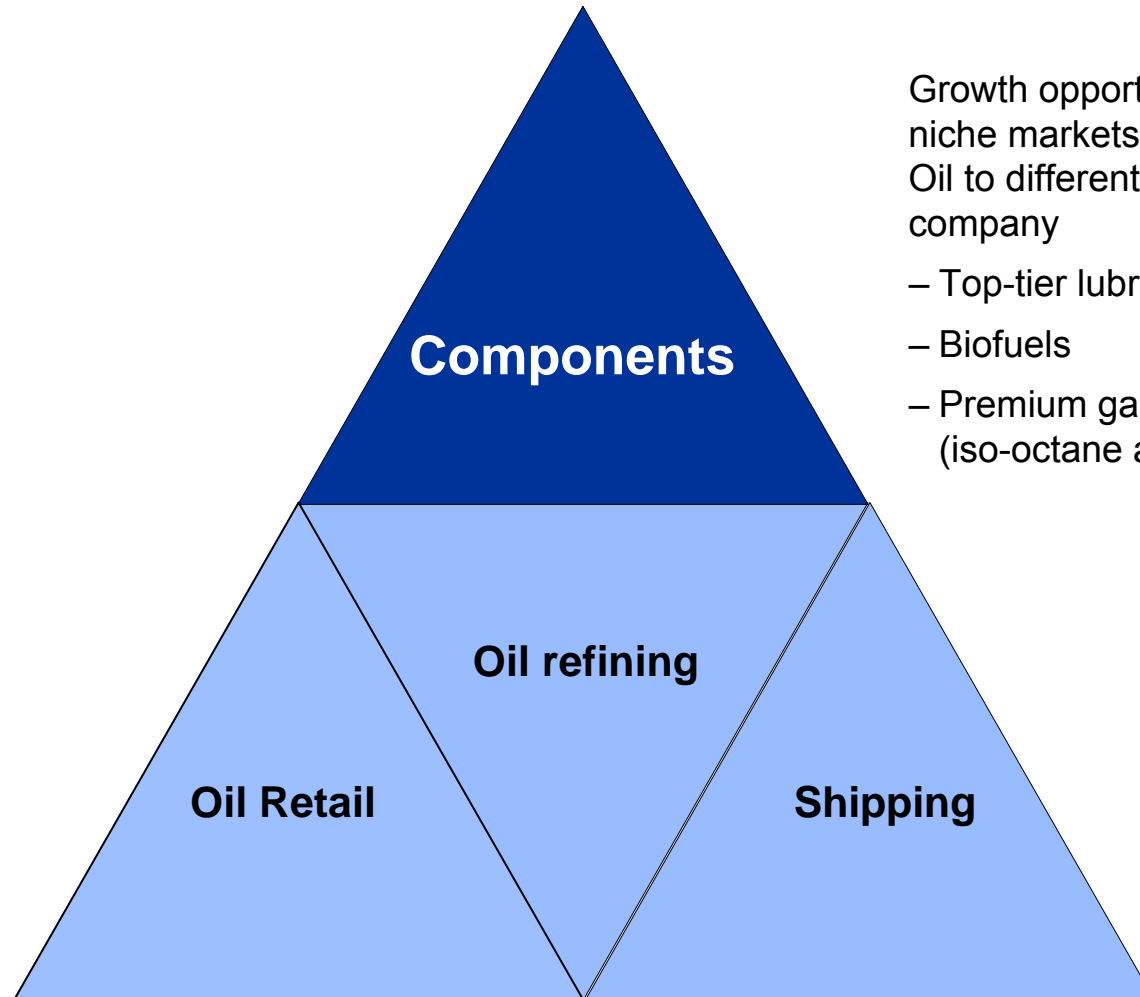 Growth opport
niche markets
Oil to different
company
– Top-tier lubr
– Biofuels
– Premium ga
(iso-octane a
Components
Oil refining
Oil Retail
Shipping